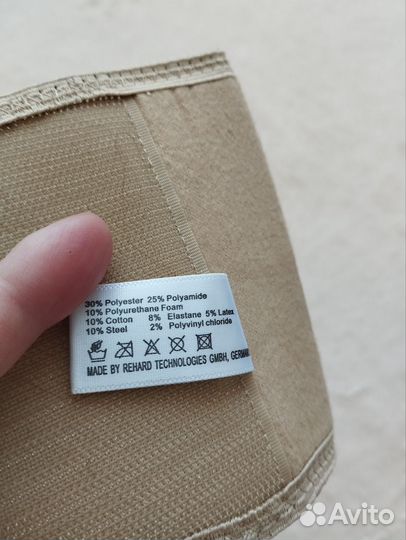 30% Polyester 25% Polyamide
10% Polyurethane Foam
10% Cotton 8% Elastane 5% Latex
10% Steel 2% Polyvinyl chloride
MADE BY REHARD TECHNOLOGIES GMBH, GERMAN
Avito